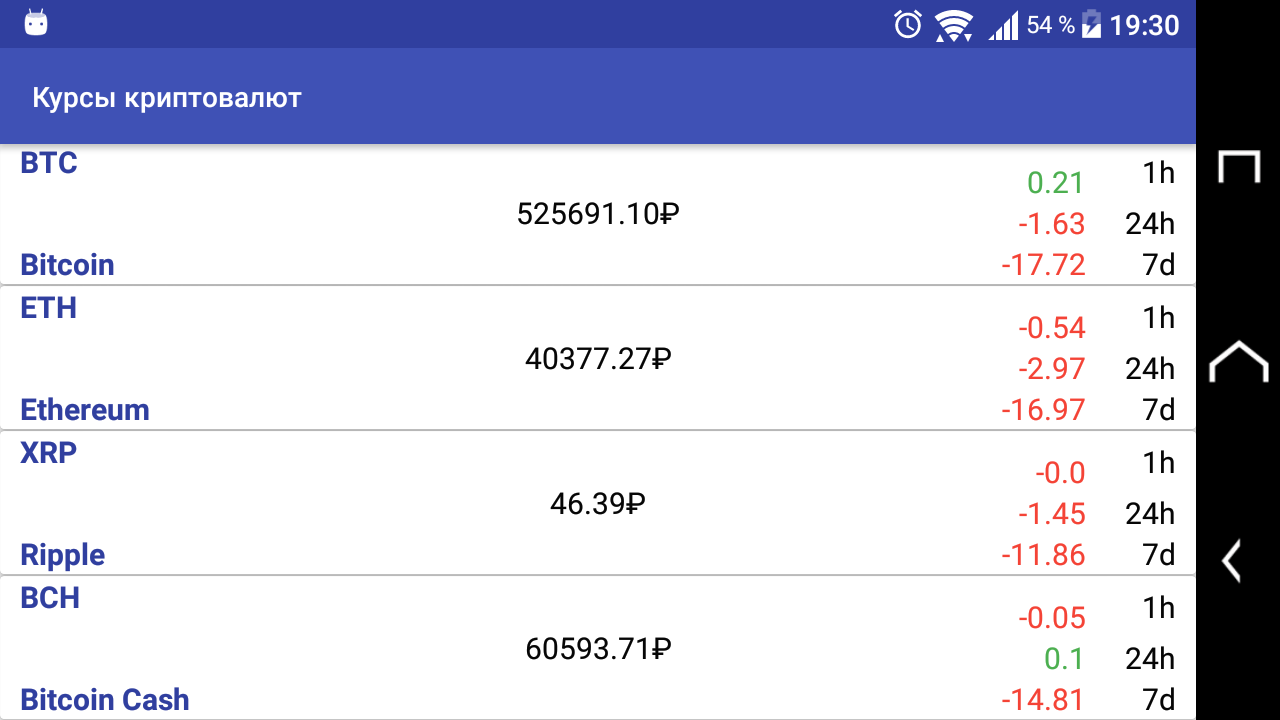 54 % 19:30
Курсы криптовалют
BTC
0.21 1h
525691.10₽
-1.63 24h
Bitcoin
-17.72 7d
ETH
-0.54 1h
40377.27₽
-2.97 24h
Ethereum
-16.97 7d
XRP
-0.0 1h
46.39₽
-1.45 24h
Ripple
-11.86 7d
BCH
-0.05 1h
60593.71₽
0.1 24h
Bitcoin Cash
-14.81 7d